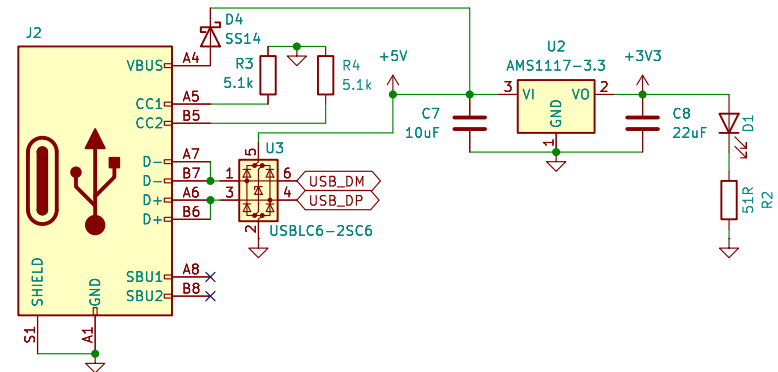 J2
D4
SS14
VBUS A4
R3
5.1k
R4
5.1k
+5V
U2
AMS1117-3.3
+3V3
3 VI VO 2
GND
1
CC1 A5
CC2 B5
C7
10uF
C8
22uF
D1
D- A7
D- B7
D+ A6
D+ B6
U3
5
1 6
3 4
2
USB_DM
USB_DP
USBLC6-2SC6
51R
R2
SBU1 A8
SBU2 B8
SHIELD
GND
S1
A1